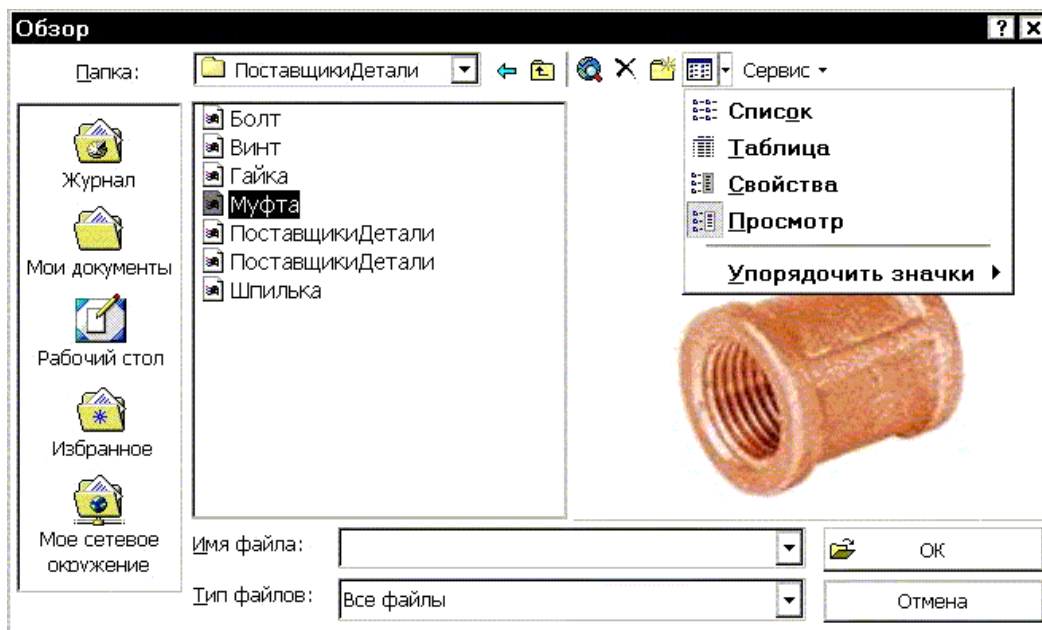 Обзор
Папка: ПоставщикиДетали Сервис
Журнал
Мои документы
Рабочий стол
Избранное
Мое сетевое
окружение
Болт
Винт
Гайка
Муфта
ПоставщикиДетали
ПоставщикиДетали
Шпилька
Список
Таблица
Свойства
Просмотр
Упорядочить значки
Имя файла:
ОК
Тип файлов: Все файлы
Отмена